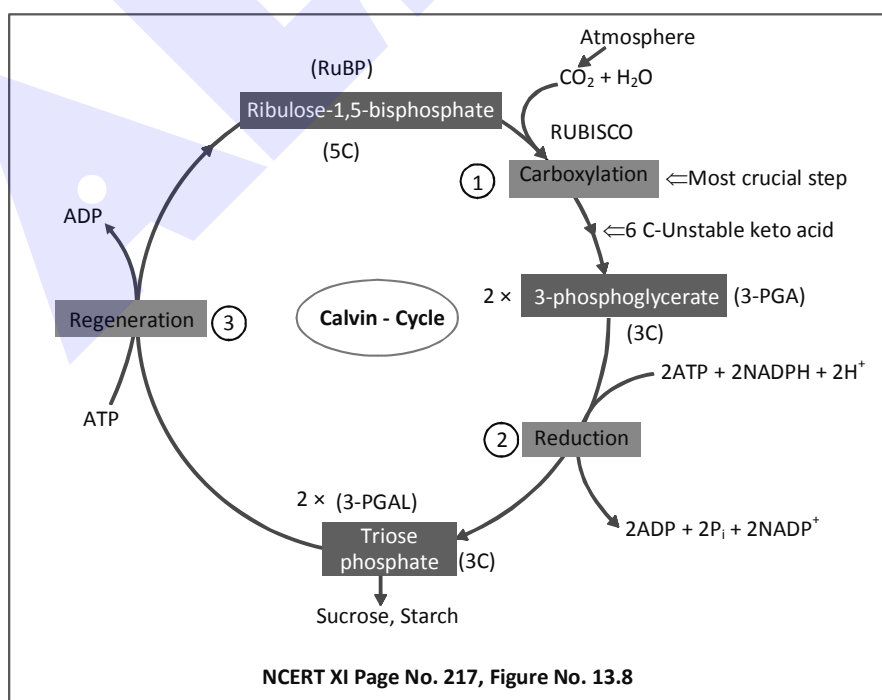 Atmosphere
CO₂ + H₂O
(RuBP)
Ribulose-1,5-bisphosphate
(5C)
RUBISCO
1
Carboxylation
⇐Most crucial step
⇐6 C-Unstable keto acid
2 × 3-phosphoglycerate (3-PGA)
(3C)
2ATP + 2NADPH + 2H⁺
2
Reduction
2ADP + 2Pᵢ + 2NADP⁺
2 × (3-PGAL)
Triose
phosphate
(3C)
Sucrose, Starch
ATP
Regeneration
3
ADP
Calvin - Cycle
NCERT XI Page No. 217, Figure No. 13.8